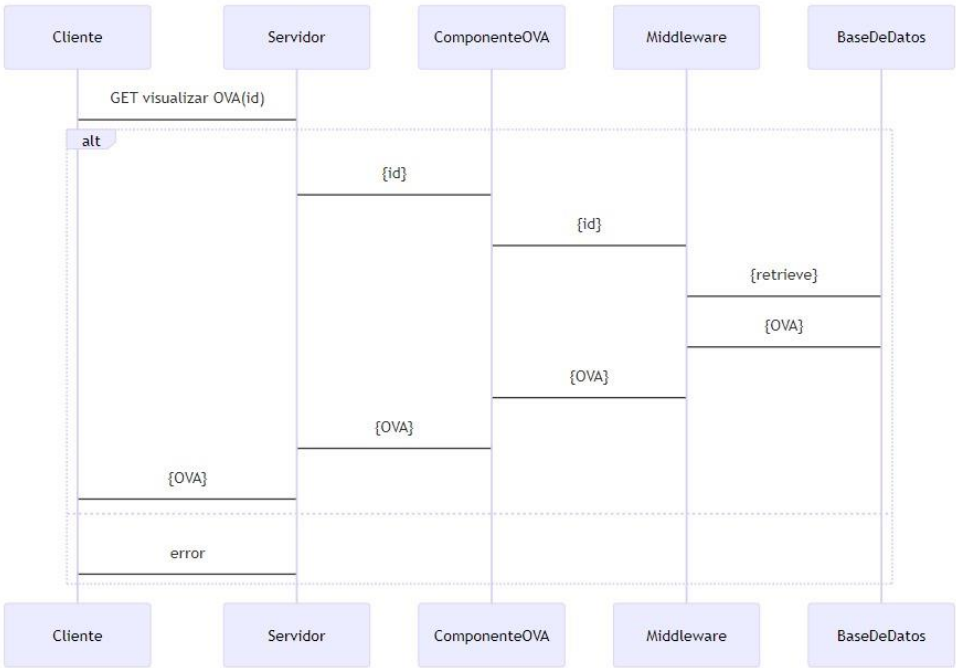 Cliente
Servidor
ComponenteOVA
Middleware
BaseDeDatos
GET visualizar OVA(id)
alt
{id}
{id}
{retrieve}
{OVA}
{OVA}
{OVA}
{OVA}
error
Cliente
Servidor
ComponenteOVA
Middleware
BaseDeDatos